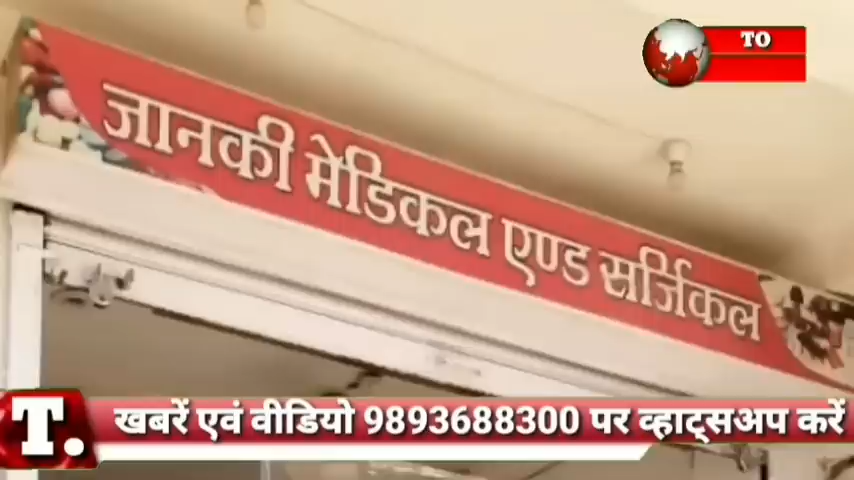 TO
जानकी मेडिकल एण्ड सर्जिकल
T. खबरें एवं वीडियो 9893688300 पर व्हाट्सअप करें